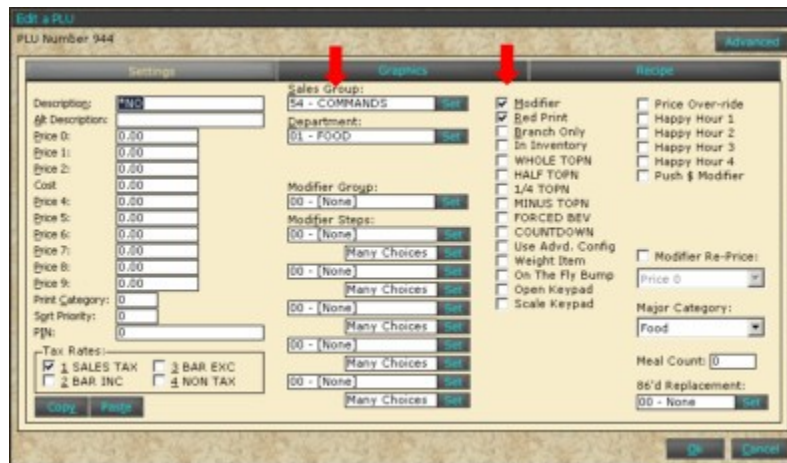 Edit a PLU
PLU Number 944
Advanced
Settings
Graphics
Recipe
Description: *NO
Alt Description:
Price 0: 0.00
Price 1: 0.00
Price 2: 0.00
Cost 0.00
Price 4: 0.00
Price 5: 0.00
Price 6: 0.00
Price 7: 0.00
Price 8: 0.00
Price 9: 0.00
Print Category: 0
Sort Priority: 0
PIN: 0
Tax Rates:
1 SALES TAX
3 BAR EXC
2 BAR INC
4 NON TAX
Copy
Paste
Sales Group:
54 - COMMANDS Set
Department:
01 - FOOD Set
Modifier Group:
00 - [None] Set
Modifier Steps:
00 - [None] Set
Many Choices Set
00 - [None] Set
Many Choices Set
00 - [None] Set
Many Choices Set
00 - [None] Set
Many Choices Set
00 - [None] Set
Many Choices Set
Modifier
Red Print
Branch Only
In Inventory
WHOLE TOPN
HALF TOPN
1/4 TOPN
MINUS TOPN
FORCED BEV
COUNTDOWN
Use Advd. Config
Weight Item
On The Fly Bump
Open Keypad
Scale Keypad
Price Over-ride
Happy Hour 1
Happy Hour 2
Happy Hour 3
Happy Hour 4
Push $ Modifier
Modifier Re-Price:
Price 0
Major Category:
Food
Meal Count: 0
86'd Replacement:
00 - None Set
Ok
Cancel